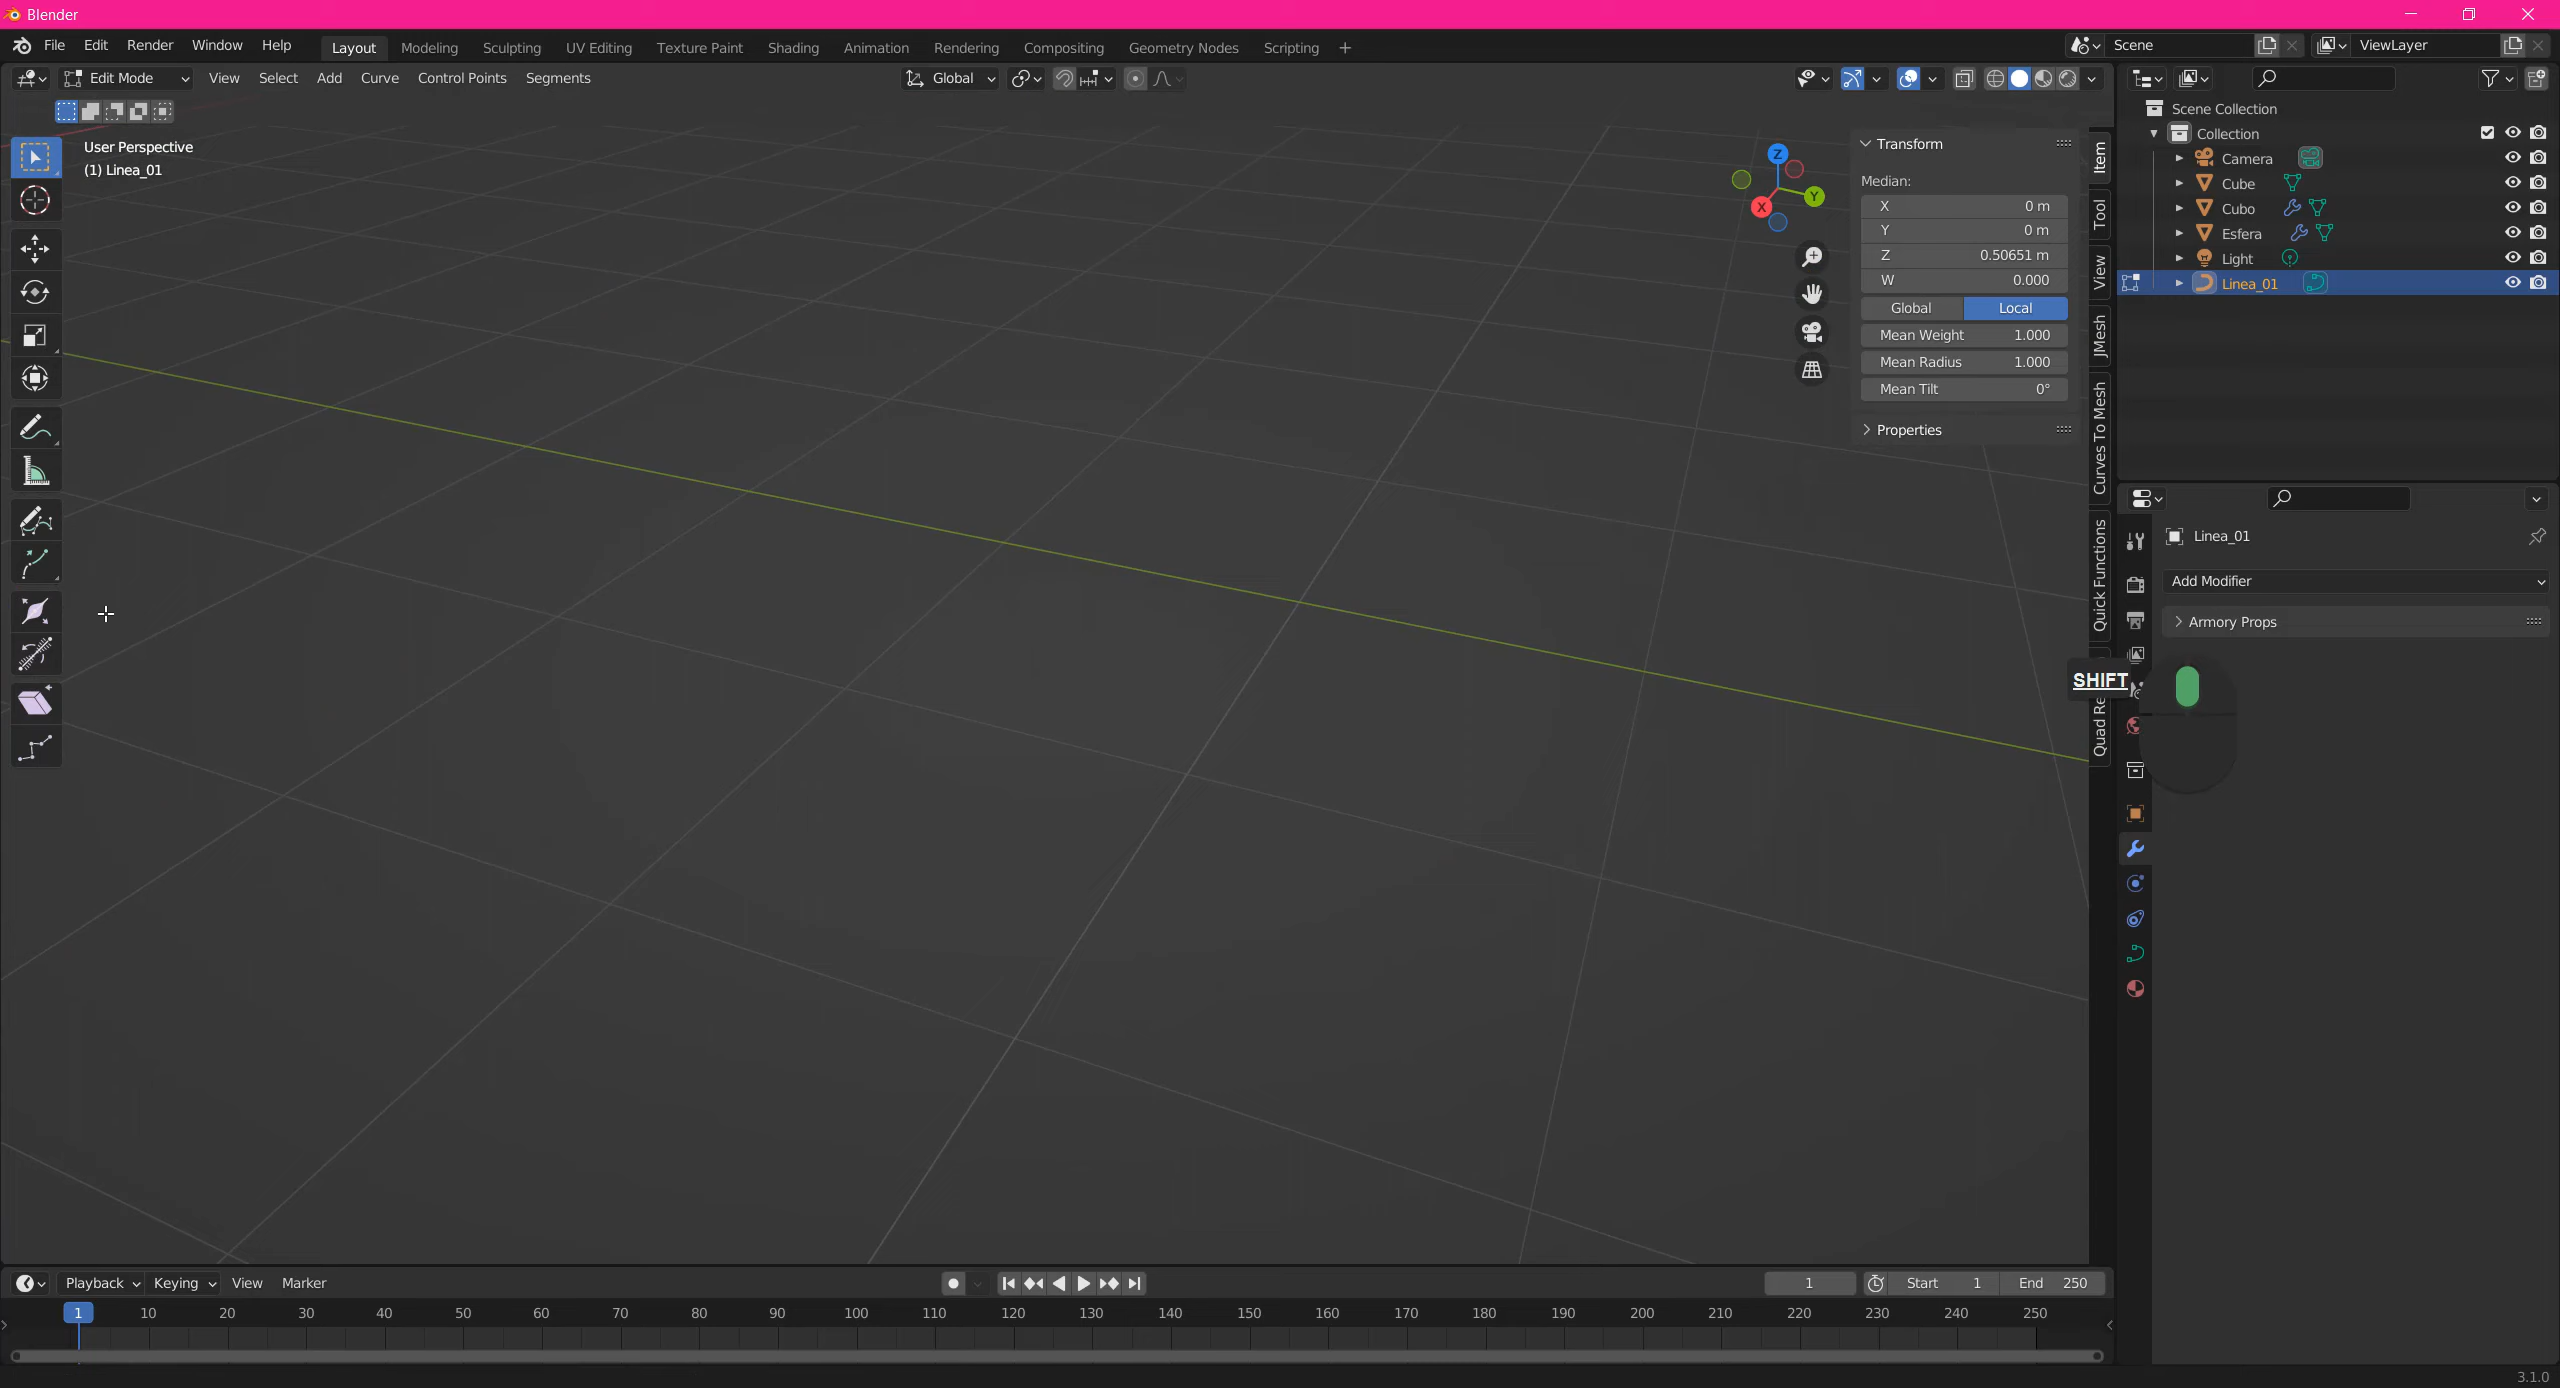 Blender
File Edit Render Window Help Layout Modeling Sculpting UV Editing Texture Paint Shading Animation Rendering Compositing Geometry Nodes Scripting + Scene ViewLayer
Edit Mode View Select Add Curve Control Points Segments Global
User Perspective
(1) Linea_01
Z
Y
X
Transform
Median:
X 0 m
Y 0 m
Z 0.50651 m
W 0.000
Global Local
Mean Weight 1.000
Mean Radius 1.000
Mean Tilt 0°
Properties
Item
Tool
View
JMesh
Curves To Mesh
Quick Functions
Quad Re
Scene Collection
Collection
Camera
Cube
Cubo
Esfera
Light
Linea_01
Linea_01
Add Modifier
Armory Props
SHIFT
Playback Keying View Marker 1 Start 1 End 250
1 10 20 30 40 50 60 70 80 90 100 110 120 130 140 150 160 170 180 190 200 210 220 230 240 250
3.1.0